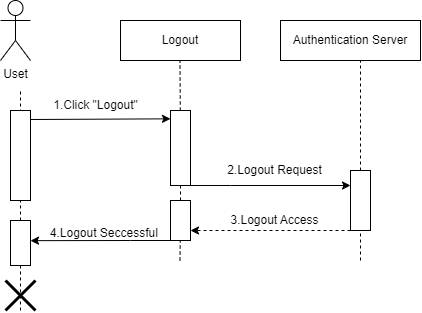 Logout
Authentication Server
Uset
1.Click "Logout"
2.Logout Request
3.Logout Access
4.Logout Seccessful